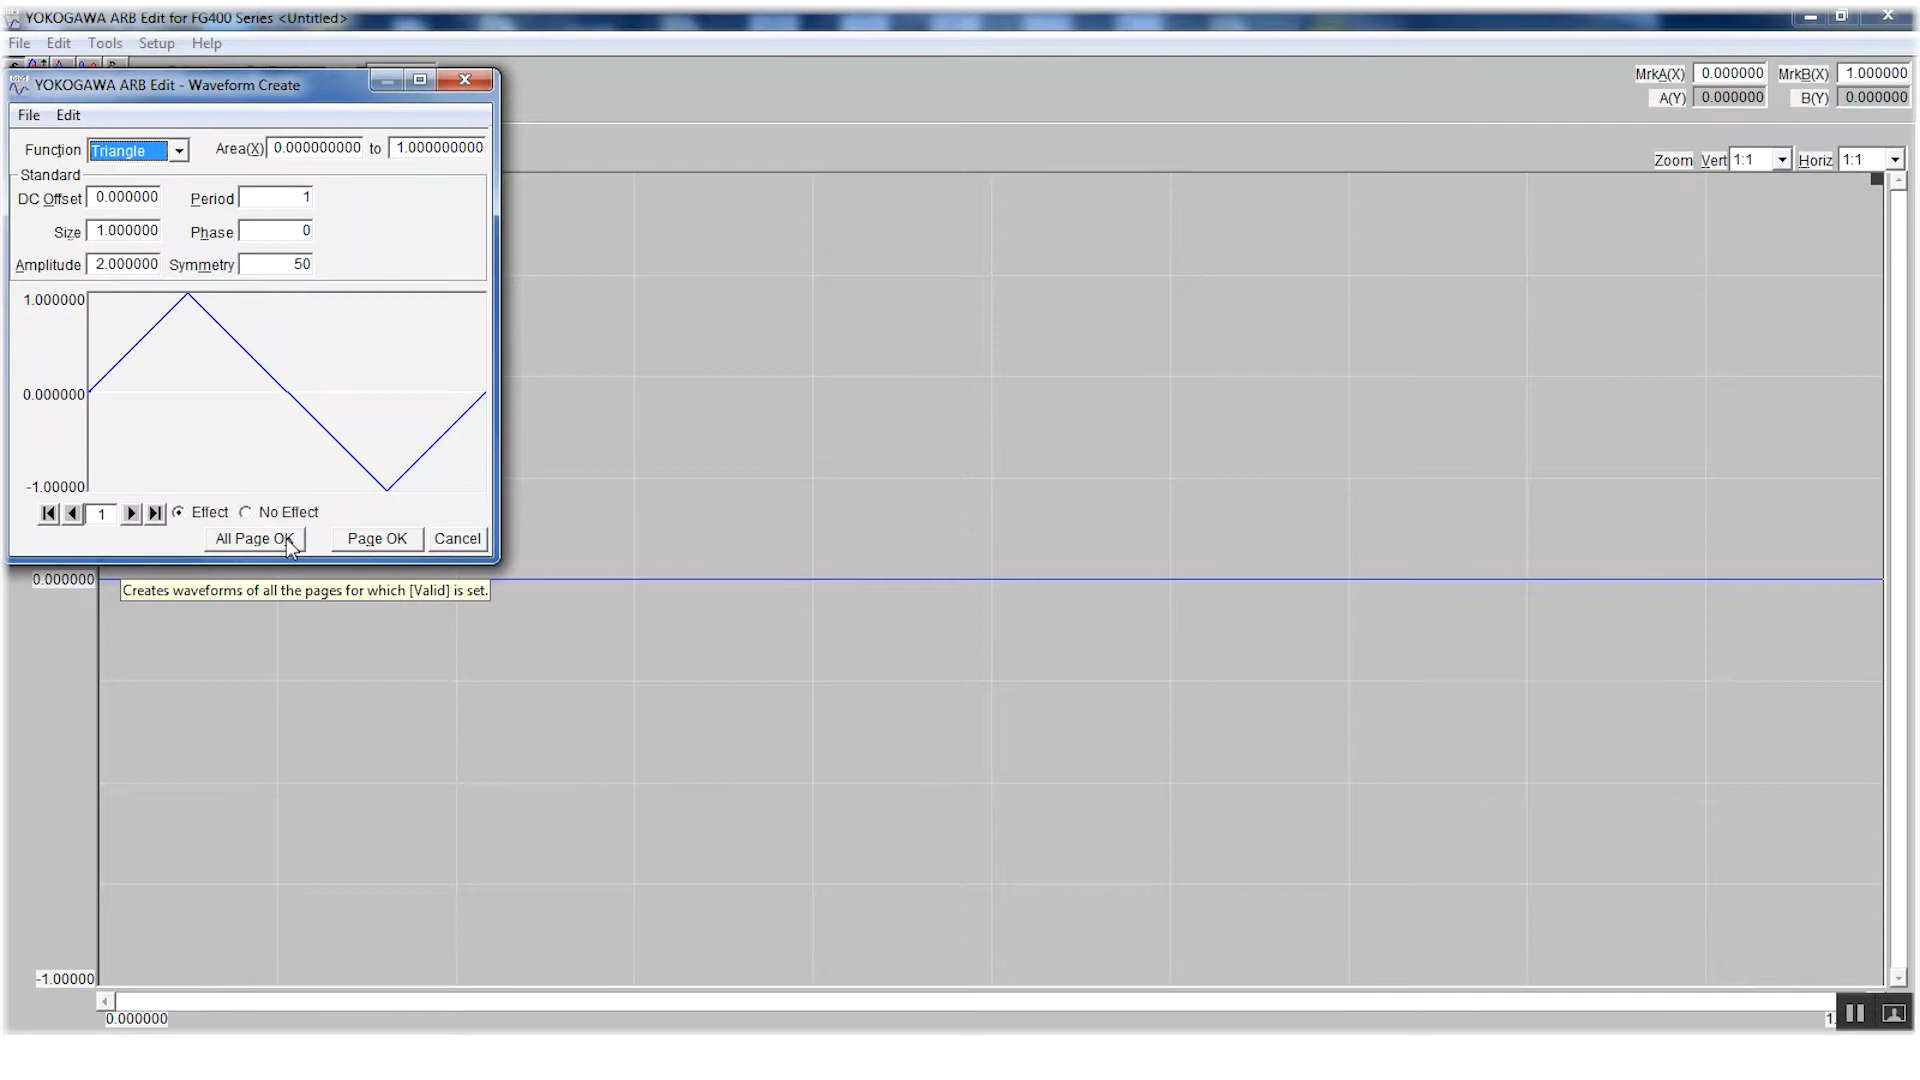 YOKOGAWA ARB Edit for FG400 Series <Untitled>
File Edit Tools Setup Help
MrkA(X) 0.000000 MrkB(X) 1.000000
A(Y) 0.000000 B(Y) 0.000000
Zoom Vert 1:1 Horiz 1:1
YOKOGAWA ARB Edit - Waveform Create
File Edit
Function Triangle Area(X) 0.000000000 to 1.000000000
Standard
DC Offset 0.000000 Period 1
Size 1.000000 Phase 0
Amplitude 2.000000 Symmetry 50
1.000000
0.000000
-1.00000
1 Effect No Effect
All Page OK Page OK Cancel
0.000000
Creates waveforms of all the pages for which [Valid] is set.
-1.00000
0.000000
1.